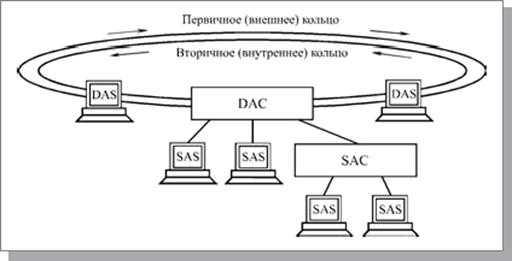 Первичное (внешнее) кольцо
Вторичное (внутреннее) кольцо
DAS
DAC
DAS
SAS
SAS
SAC
SAS
SAS